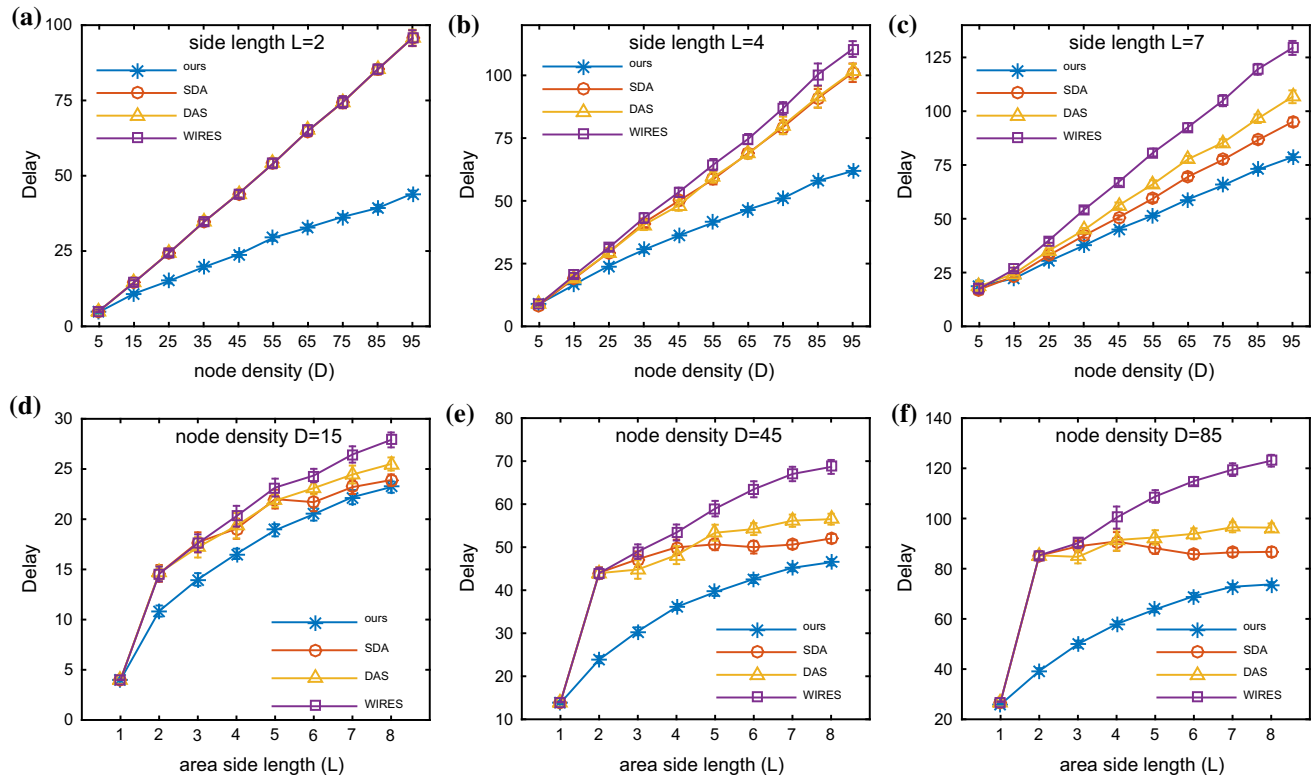 (a)
side length L=2
ours
SDA
DAS
WIRES
100
75
50
25
0
Delay
5 15 25 35 45 55 65 75 85 95
node density (D)
(b)
side length L=4
ours
SDA
DAS
WIRES
100
75
50
25
0
Delay
5 15 25 35 45 55 65 75 85 95
node density (D)
(c)
side length L=7
ours
SDA
DAS
WIRES
125
100
75
50
25
0
Delay
5 15 25 35 45 55 65 75 85 95
node density (D)
(d)
node density D=15
30
25
20
15
10
5
0
Delay
ours
SDA
DAS
WIRES
1 2 3 4 5 6 7 8
area side length (L)
(e)
node density D=45
80
70
60
50
40
30
20
10
Delay
ours
SDA
DAS
WIRES
1 2 3 4 5 6 7 8
area side length (L)
(f)
node density D=85
140
120
100
80
60
40
20
Delay
ours
SDA
DAS
WIRES
1 2 3 4 5 6 7 8
area side length (L)